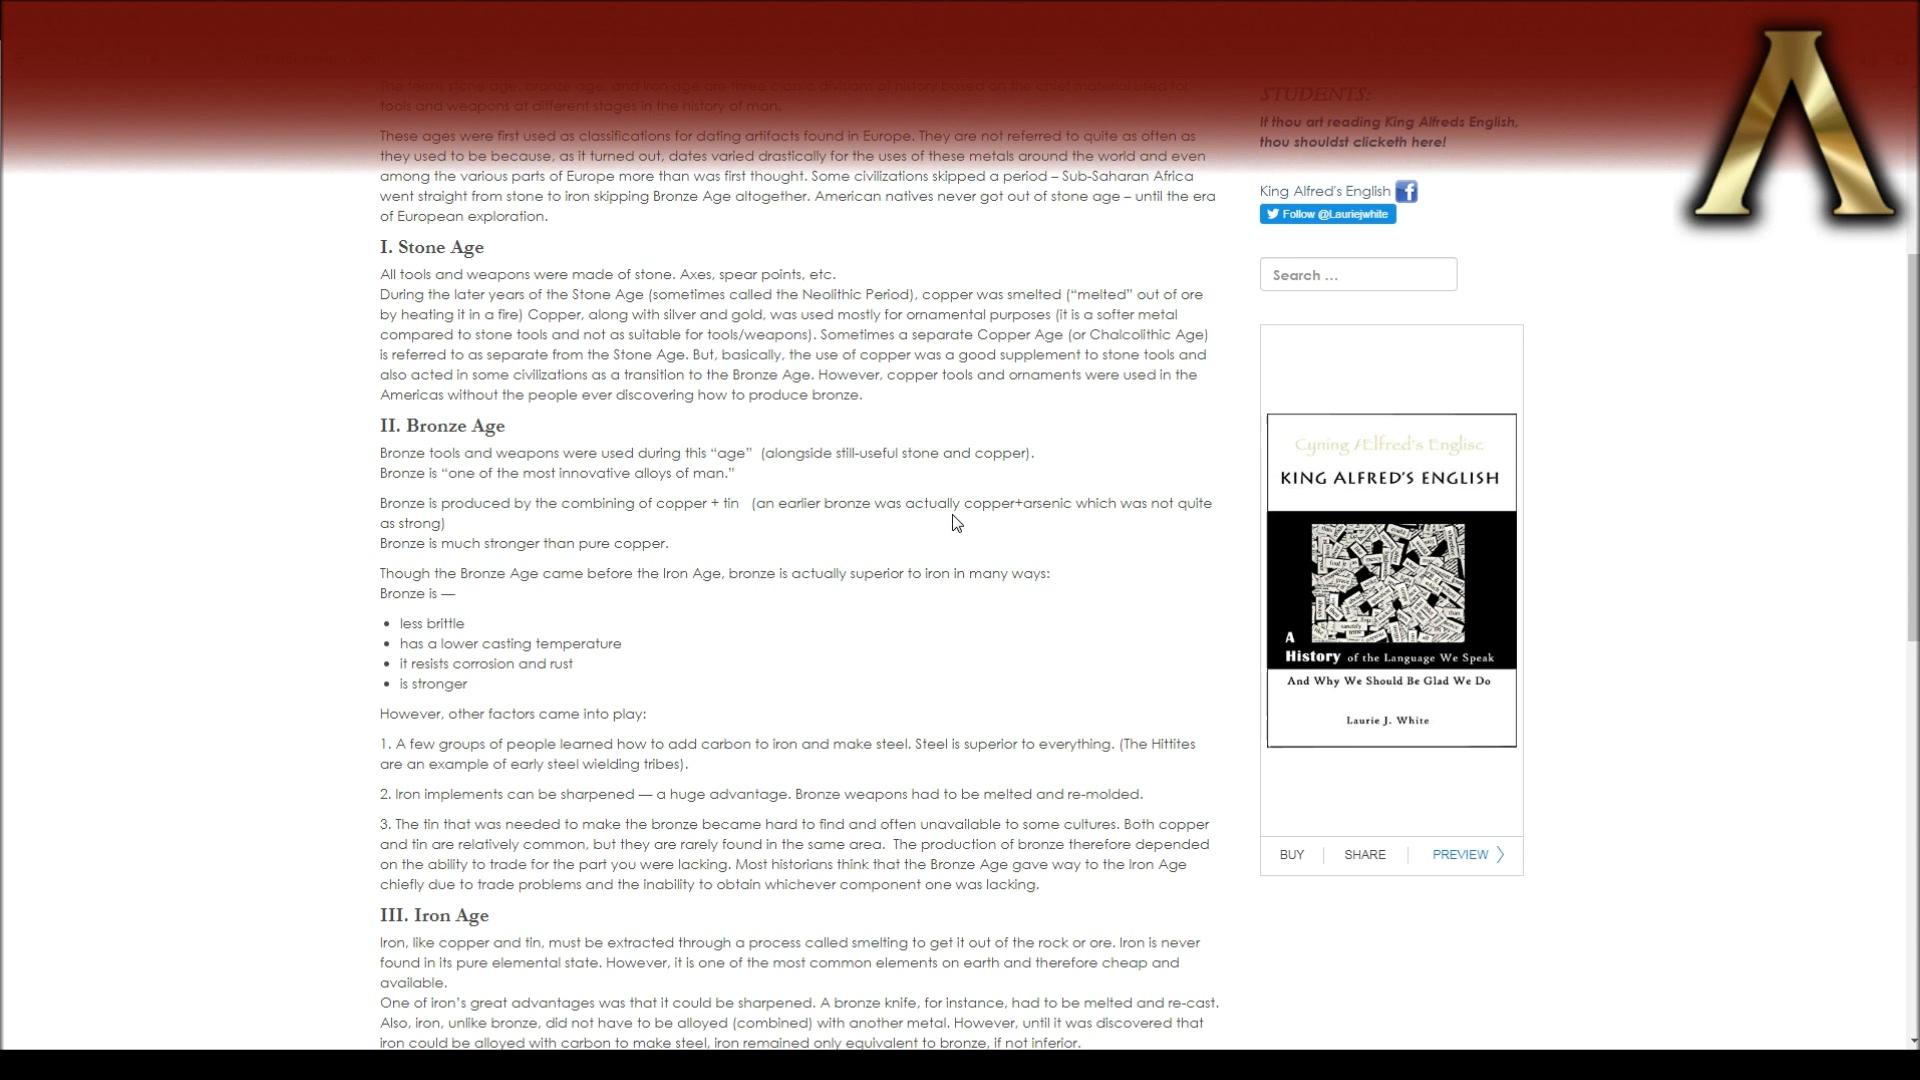 The terms stone age, bronze age, and iron age are three classic divisions of history based on the chief material used for
tools and weapons at different stages in the history of man.
These ages were first used as classifications for dating artifacts found in Europe. They are not referred to quite as often as
they used to be because, as it turned out, dates varied drastically for the uses of these metals around the world and even
among the various parts of Europe more than was first thought. Some civilizations skipped a period – Sub-Saharan Africa
went straight from stone to iron skipping Bronze Age altogether. American natives never got out of stone age – until the era
of European exploration.
I. Stone Age
All tools and weapons were made of stone. Axes, spear points, etc.
During the later years of the Stone Age (sometimes called the Neolithic Period), copper was smelted (“melted” out of ore
by heating it in a fire) Copper, along with silver and gold, was used mostly for ornamental purposes (it is a softer metal
compared to stone tools and not as suitable for tools/weapons). Sometimes a separate Copper Age (or Chalcolithic Age)
is referred to as separate from the Stone Age. But, basically, the use of copper was a good supplement to stone tools and
also acted in some civilizations as a transition to the Bronze Age. However, copper tools and ornaments were used in the
Americas without the people ever discovering how to produce bronze.
II. Bronze Age
Bronze tools and weapons were used during this “age” (alongside still-useful stone and copper).
Bronze is “one of the most innovative alloys of man.”
Bronze is produced by the combining of copper + tin (an earlier bronze was actually copper+arsenic which was not quite
as strong)
Bronze is much stronger than pure copper.
Though the Bronze Age came before the Iron Age, bronze is actually superior to iron in many ways:
Bronze is —
• less brittle
• has a lower casting temperature
• it resists corrosion and rust
• is stronger
However, other factors came into play:
1. A few groups of people learned how to add carbon to iron and make steel. Steel is superior to everything. (The Hittites
are an example of early steel wielding tribes).
2. Iron implements can be sharpened — a huge advantage. Bronze weapons had to be melted and re-molded.
3. The tin that was needed to make the bronze became hard to find and often unavailable to some cultures. Both copper
and tin are relatively common, but they are rarely found in the same area. The production of bronze therefore depended
on the ability to trade for the part you were lacking. Most historians think that the Bronze Age gave way to the Iron Age
chiefly due to trade problems and the inability to obtain whichever component one was lacking.
III. Iron Age
Iron, like copper and tin, must be extracted through a process called smelting to get it out of the rock or ore. Iron is never
found in its pure elemental state. However, it is one of the most common elements on earth and therefore cheap and
available.
One of iron’s great advantages was that it could be sharpened. A bronze knife, for instance, had to be melted and re-cast.
Also, iron, unlike bronze, did not have to be alloyed (combined) with another metal. However, until it was discovered that
iron could be alloyed with carbon to make steel, iron remained only equivalent to bronze, if not inferior.
STUDENTS:
If thou art reading King Alfreds English,
thou shouldst clicketh here!
King Alfred's English
Follow @Lauriejwhite
Search …
Cyning Ælfred's Englisc
KING ALFRED'S ENGLISH
A
History of the Language We Speak
And Why We Should Be Glad We Do
Laurie J. White
BUY
SHARE
PREVIEW